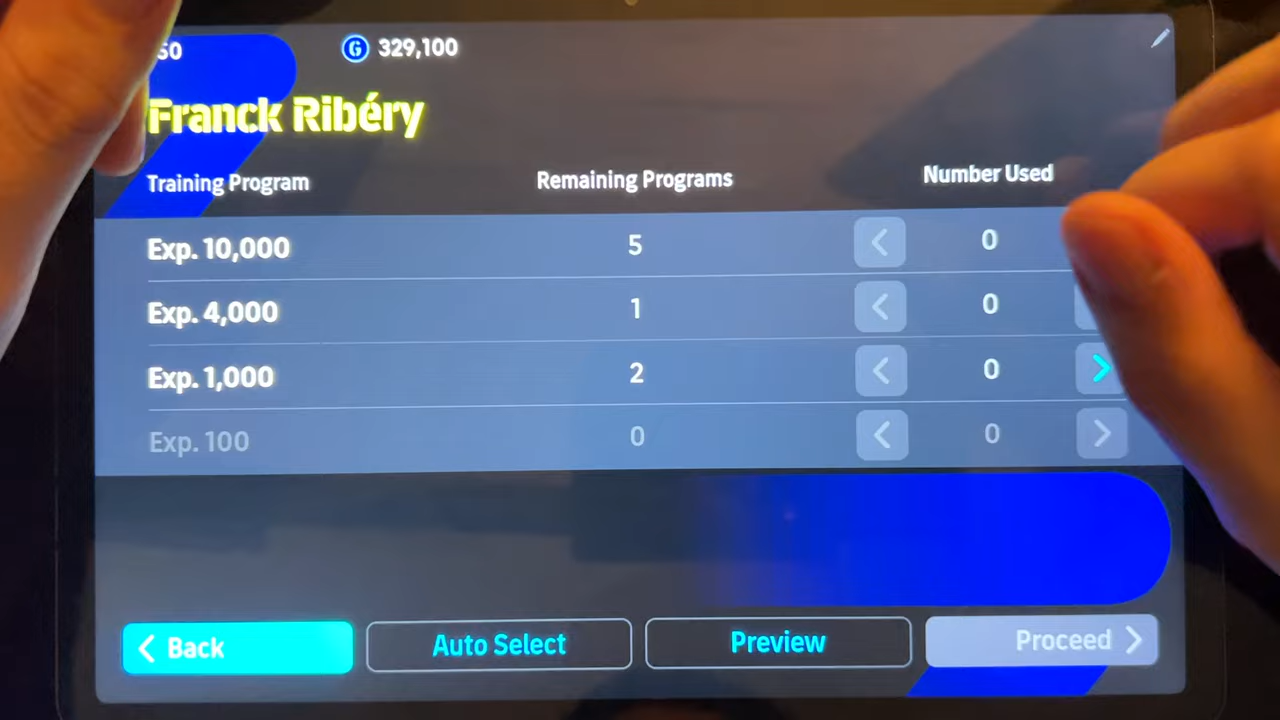 50 G 329,100
Franck Ribéry
Training Program Remaining Programs Number Used
Exp. 10,000 5 0
Exp. 4,000 1 0
Exp. 1,000 2 0
Exp. 100 0 0
Back Auto Select Preview Proceed